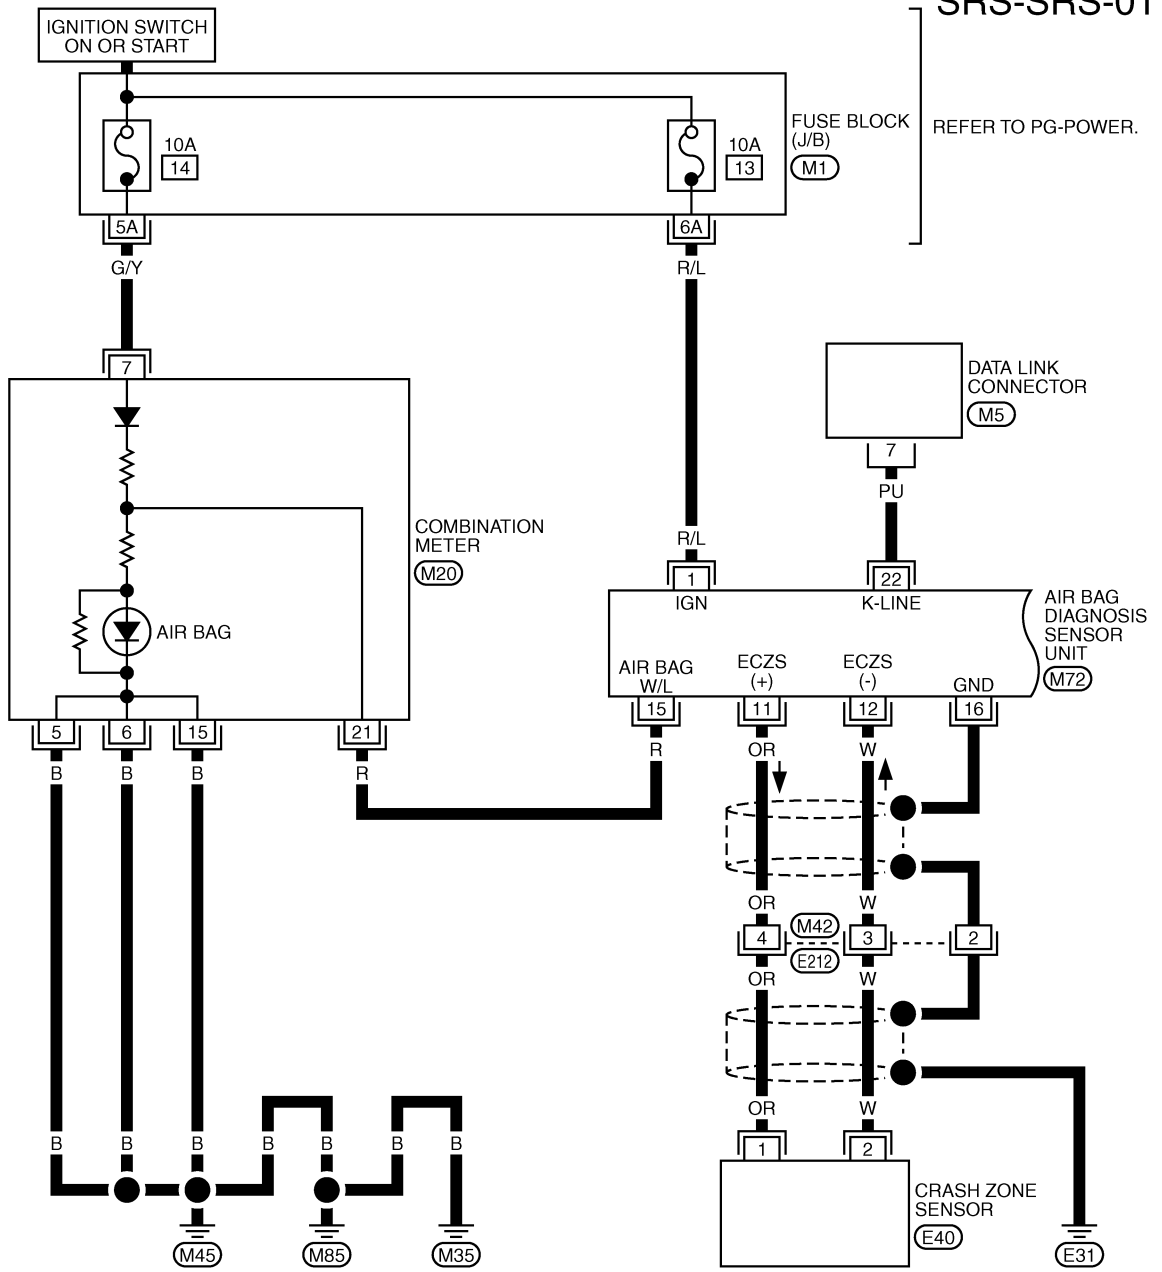 SRS-SRS-01
IGNITION SWITCH
ON OR START
10A
14
10A
13
FUSE BLOCK
(J/B)
M1
REFER TO PG-POWER.
5A
6A
G/Y
R/L
7
DATA LINK
CONNECTOR
M5
7
PU
COMBINATION
METER
M20
R/L
1
22
IGN
K-LINE
AIR BAG
DIAGNOSIS
SENSOR
UNIT
M72
AIR BAG
AIR BAG
W/L
ECZS
(+)
ECZS
(-)
GND
15
11
12
16
5
6
15
21
R
OR
W
B
B
B
R
OR
W
4
M42
E212
3
2
OR
W
OR
W
B
B
B
B
B
B
B
1
2
CRASH ZONE
SENSOR
E40
M45
M85
M35
E31